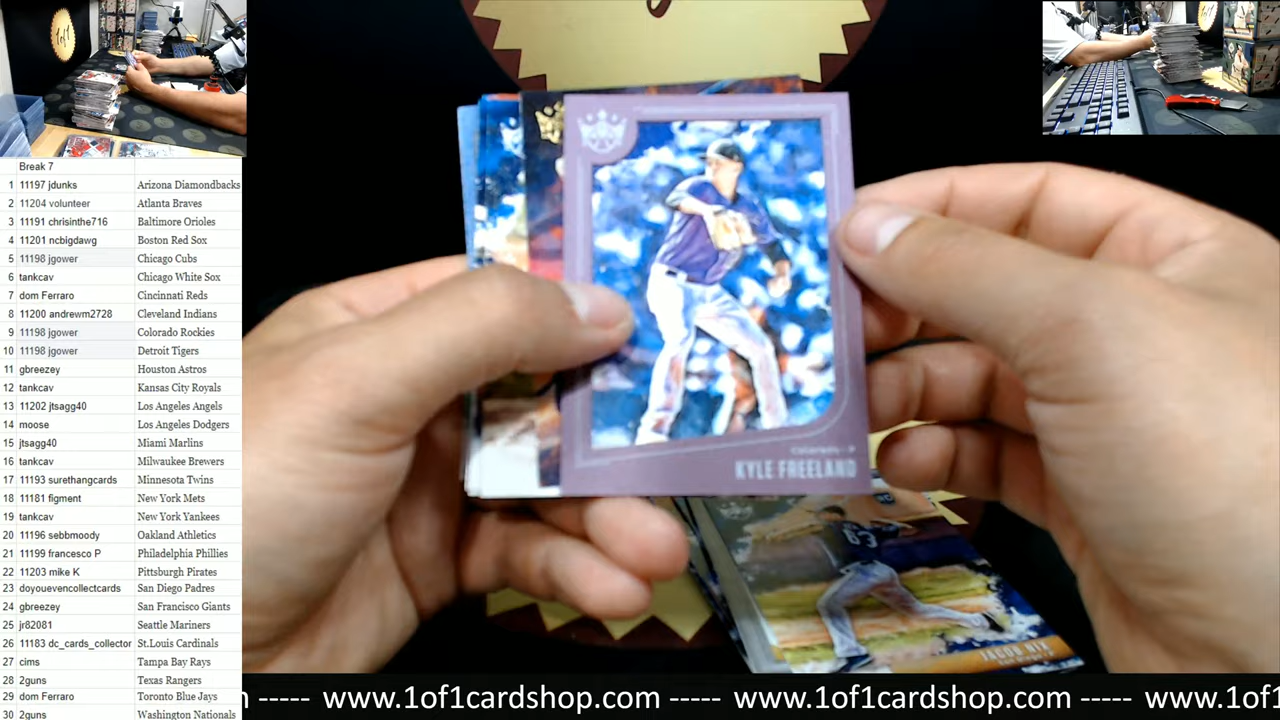 Break 7
1 11197 jdunks Arizona Diamondbacks
2 11204 volunteer Atlanta Braves
3 11191 chrisinthe716 Baltimore Orioles
4 11201 ncbigdawg Boston Red Sox
5 11198 jgower Chicago Cubs
6 tankcav Chicago White Sox
7 dom Ferraro Cincinnati Reds
8 11200 andrewm2728 Cleveland Indians
9 11198 jgower Colorado Rockies
10 11198 jgower Detroit Tigers
11 gbreezey Houston Astros
12 tankcav Kansas City Royals
13 11202 jtsagg40 Los Angeles Angels
14 moose Los Angeles Dodgers
15 jtsagg40 Miami Marlins
16 tankcav Milwaukee Brewers
17 11193 surethangcards Minnesota Twins
18 11181 figment New York Mets
19 tankcav New York Yankees
20 11196 sebbmoody Oakland Athletics
21 11199 francesco P Philadelphia Phillies
22 11203 mike K Pittsburgh Pirates
23 doyouevencollectcards San Diego Padres
24 gbreezey San Francisco Giants
25 jr82081 Seattle Mariners
26 11183 dc_cards_collector St.Louis Cardinals
27 cims Tampa Bay Rays
28 2guns Texas Rangers
29 dom Ferraro Toronto Blue Jays
30 2guns Washington Nationals
COLORADO - P
KYLE FREELAND
63
JACOB NIX
m ----- www.1of1cardshop.com ----- www.1of1cardshop.com ----- www.1of1